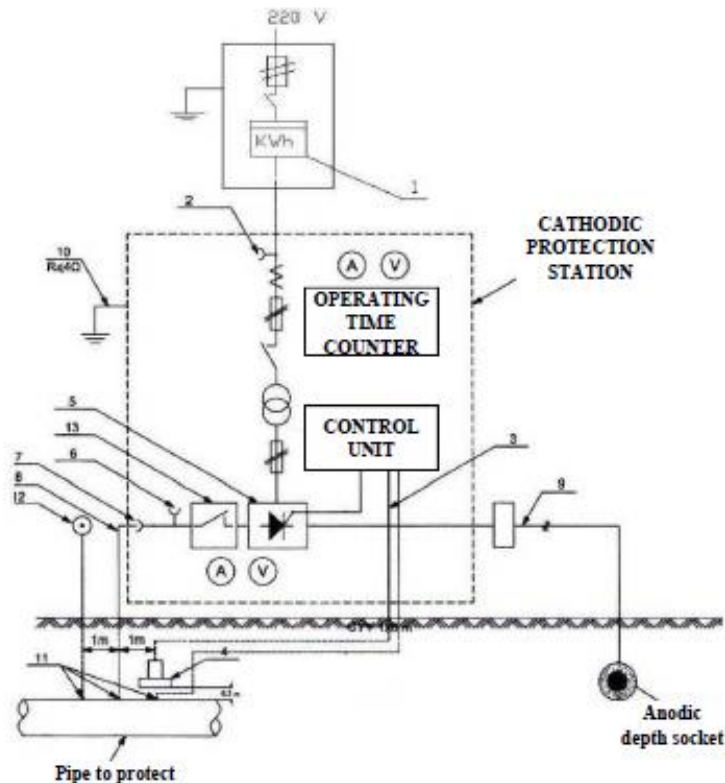 220 V
KWh
1
2
CATHODIC
PROTECTION
STATION
10
R≤4Ω
A V
OPERATING
TIME
COUNTER
5
13
CONTROL
UNIT
7
6
3
8
9
12
A V
1m 1m
4
11
Anodic
depth socket
Pipe to protect